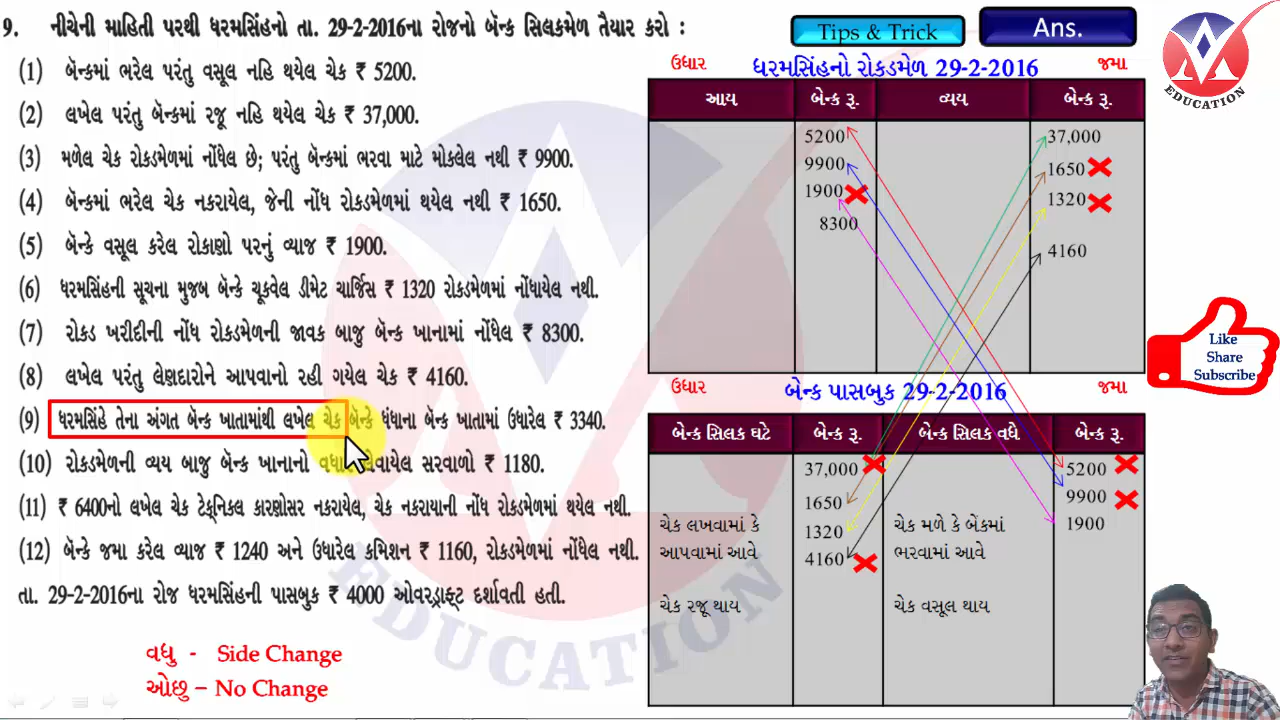 9. નીચેની માહિતી પરથી ધરમસિંહનો તા. 29-2-2016ના રોજનો બૅન્ક સિલકમેળ તૈયાર કરો :
(1) બૅન્કમાં ભરેલ પરંતુ વસૂલ નહિ થયેલ ચેક ₹ 5200.
(2) લખેલ પરંતુ બૅન્કમાં રજૂ નહિ થયેલ ચેક ₹ 37,000.
(3) મળેલ ચેક રોકડમેળમાં નોંધેલ છે; પરંતુ બૅન્કમાં ભરવા માટે મોકલેલ નથી ₹ 9900.
(4) બૅન્કમાં ભરેલ ચેક નકરાયેલ, જેની નોંધ રોકડમેળમાં થયેલ નથી ₹ 1650.
(5) બૅન્કે વસૂલ કરેલ રોકાણો પરનું વ્યાજ ₹ 1900.
(6) ધરમસિંહની સૂચના મુજબ બૅન્કે ચૂકવેલ ડીમેટ ચાર્જિસ ₹ 1320 રોકડમેળમાં નોંધાયેલ નથી.
(7) રોકડ ખરીદીની નોંધ રોકડમેળની જાવક બાજુ બૅન્ક ખાનામાં નોંધેલ ₹ 8300.
(8) લખેલ પરંતુ લેણદારોને આપવાનો રહી ગયેલ ચેક ₹ 4160.
(9) ધરમસિંહે તેના અંગત બૅન્ક ખાતામાંથી લખેલ ચેક બૅન્કે ધંધાના બૅન્ક ખાતામાં ઉધારેલ ₹ 3340.
(10) રોકડમેળની વ્યય બાજુ બૅન્ક ખાનાનો સરવાળો ₹ 1180.
(11) ₹ 6400નો લખેલ ચેક ટેક્નિકલ કારણોસર નકરાયેલ, ચેક નકરાયાની નોંધ રોકડમેળમાં થયેલ નથી.
(12) બૅન્કે જમા કરેલ વ્યાજ ₹ 1240 અને ઉધારેલ કમિશન ₹ 1160, રોકડમેળમાં નોંધેલ નથી.
તા. 29-2-2016ના રોજ ધરમસિંહની પાસબુક ₹ 4000 ઓવરડ્રાફ્ટ દર્શાવતી હતી.
વધુ - Side Change
ઓછુ – No Change
Tips & Trick
Ans.
EDUCATION
ઉધાર ધરમસિંહનો રોકડમેળ 29-2-2016 જમા
આય બેન્ક રૂ. વ્યય બેન્ક રૂ.
5200 37,000
9900 1650
1900 1320
8300
4160
Like
Share
Subscribe
ઉધાર બેન્ક પાસબુક 29-2-2016 જમા
બેન્ક સિલક ઘટે બેન્ક રૂ. બેન્ક સિલક વધે બેન્ક રૂ.
37,000 5200
1650 9900
ચેક લખવામાં કે 1320 ચેક મળે કે બેંકમાં 1900
આપવામાં આવે 4160 ભરવામાં આવે
ચેક રજૂ થાય ચેક વસૂલ થાય
EDUCATION